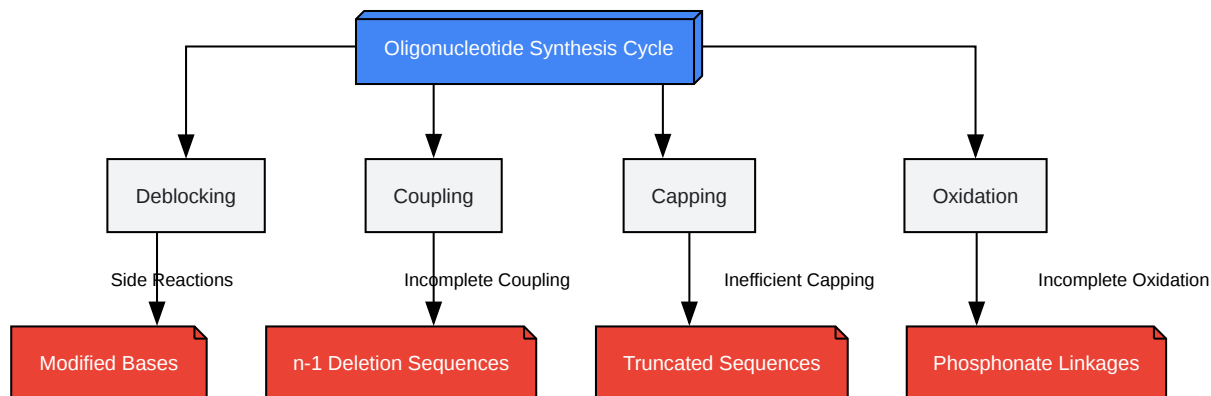 Oligonucleotide Synthesis Cycle
Deblocking
Coupling
Capping
Oxidation
Side Reactions
Incomplete Coupling
Inefficient Capping
Incomplete Oxidation
Modified Bases
n-1 Deletion Sequences
Truncated Sequences
Phosphonate Linkages